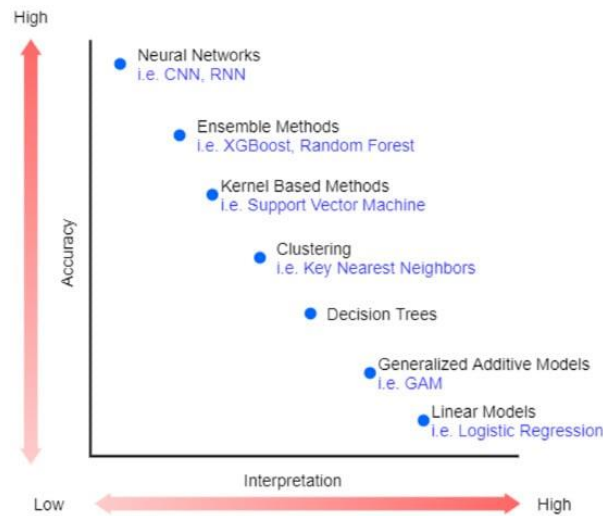 High
Neural Networks
i.e. CNN, RNN
Ensemble Methods
i.e. XGBoost, Random Forest
Kernel Based Methods
i.e. Support Vector Machine
Clustering
i.e. Key Nearest Neighbors
Accuracy
Decision Trees
Generalized Additive Models
i.e. GAM
Linear Models
i.e. Logistic Regression
Interpretation
Low
High